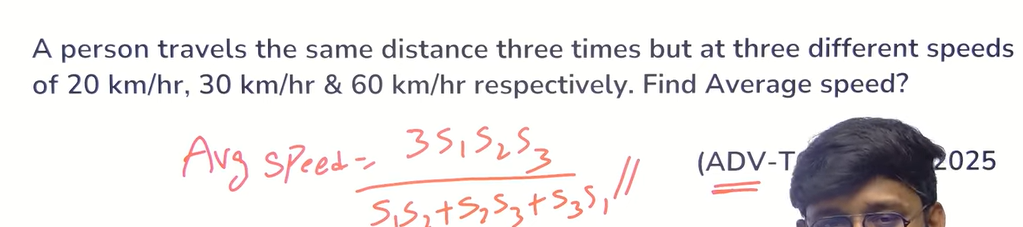 A person travels the same distance three times but at three different speeds
of 20 km/hr, 30 km/hr & 60 km/hr respectively. Find Average speed?
Avg speed = 3S₁S₂S₃ / S₁S₂+S₂S₃+S₃S₁ //
(ADV-T 2025